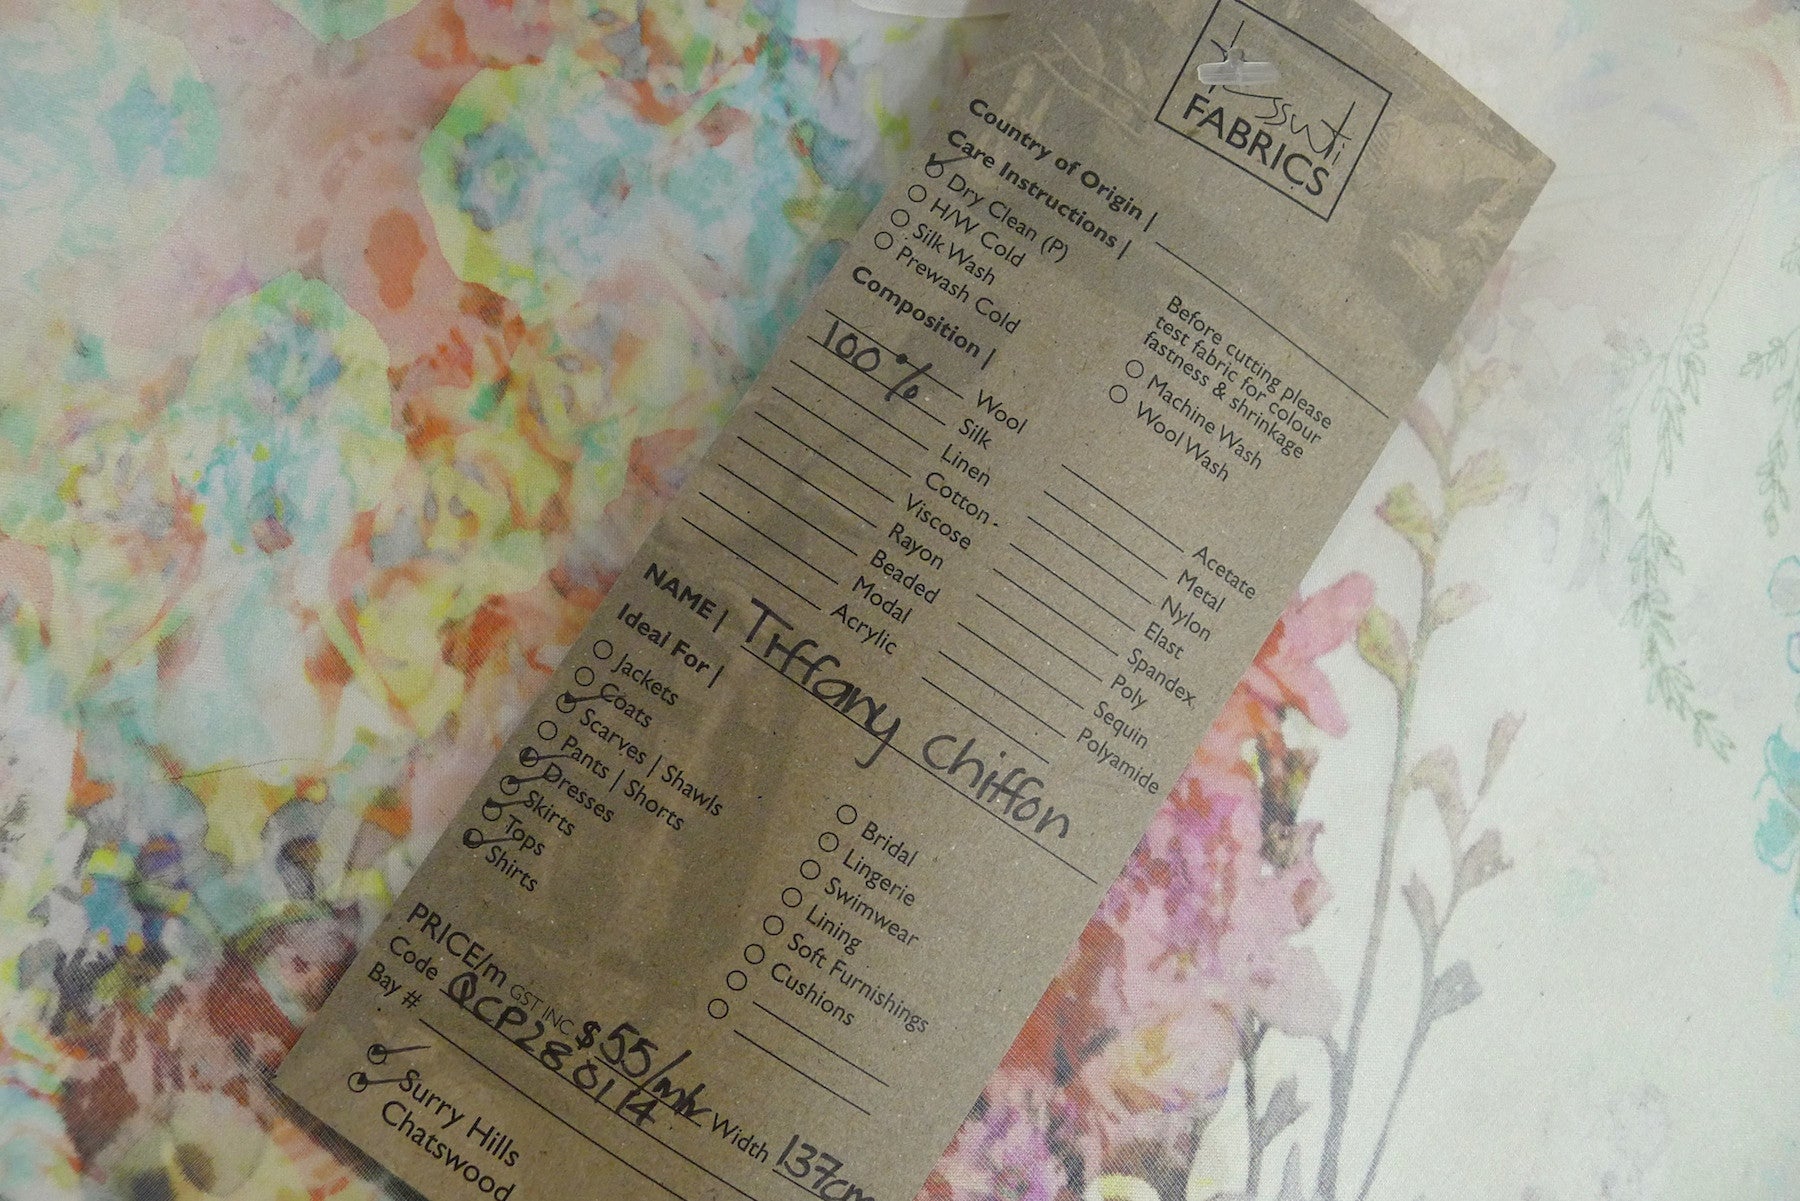 Tessuti
FABRICS
Country of Origin |
Care Instructions |
Dry Clean (P)
H/W Cold
Silk Wash
Prewash Cold
Before cutting please
test fabric for colour
fastness & shrinkage
Machine Wash
Wool Wash
Composition |
Wool
100% Silk
Linen
Cotton
Viscose
Rayon
Beaded
Modal
Acrylic
Acetate
Metal
Nylon
Elast
Spandex
Poly
Sequin
Polyamide
NAME | Tiffany Chiffon
Ideal For |
Jackets
Coats
Scarves | Shawls
Pants | Shorts
Dresses
Skirts
Tops
Shirts
Bridal
Lingerie
Swimwear
Lining
Soft Furnishings
Cushions
PRICE/m GST INC $55/mtr Width 137cm
Code QCP280114
Bay #
Surry Hills
Chatswood